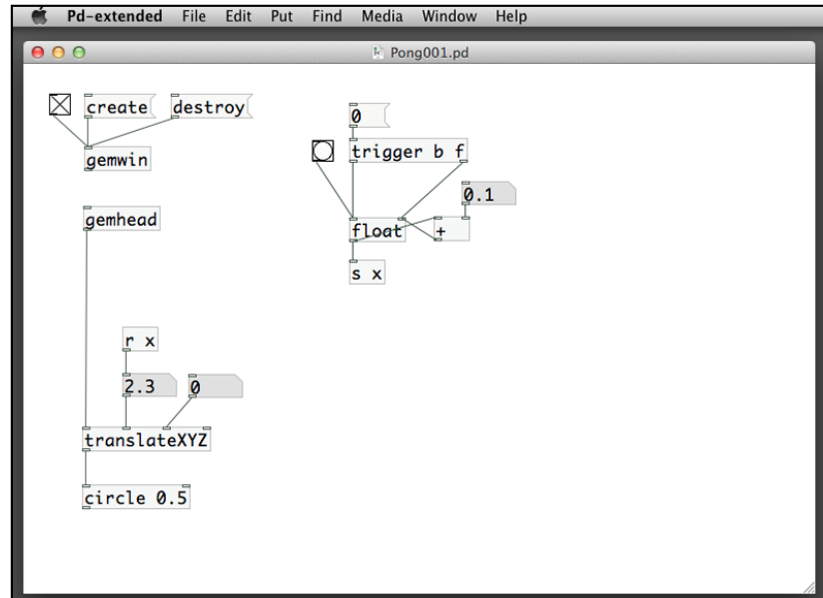 Pd-extended File Edit Put Find Media Window Help
Pong001.pd
create
destroy
gemwin
gemhead
r x
2.3
0
translateXYZ
circle 0.5
0
trigger b f
0.1
float
+
s x